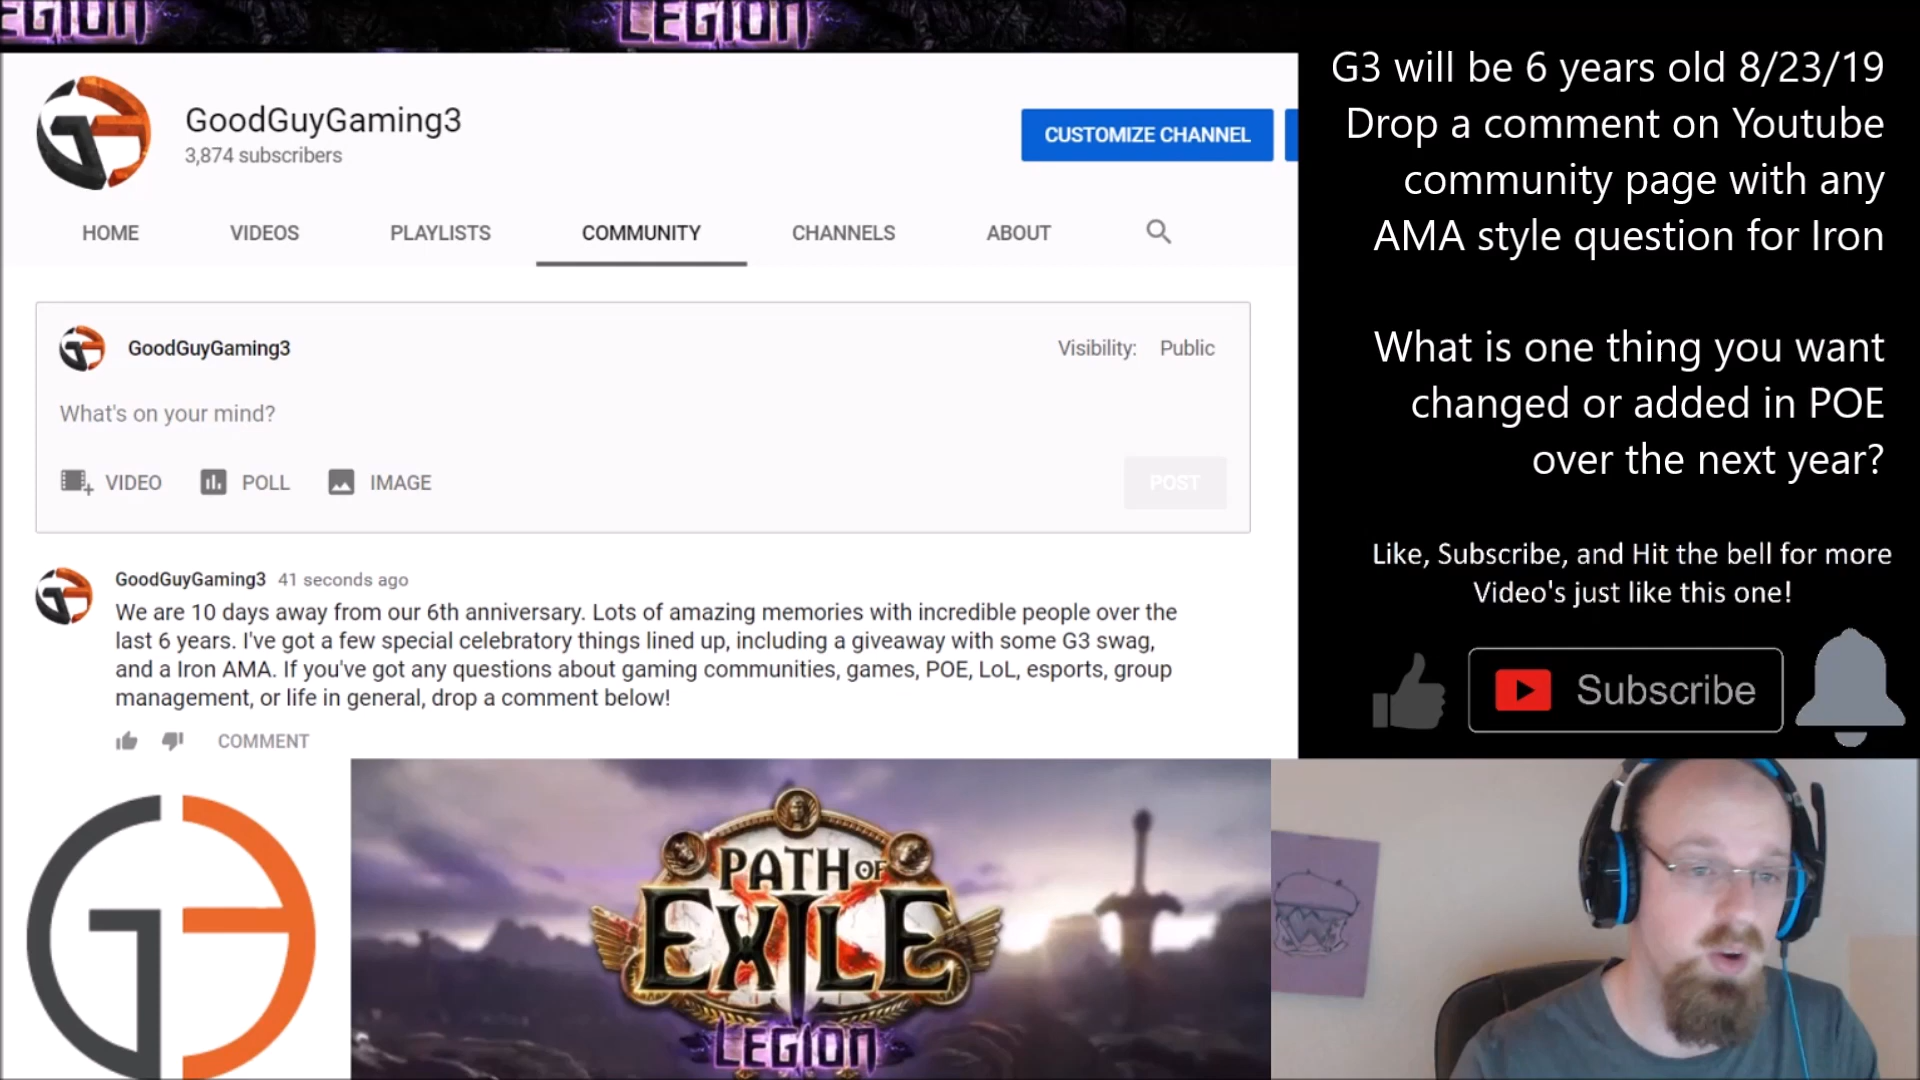 LEGION
LEGION
GoodGuyGaming3
3,874 subscribers
CUSTOMIZE CHANNEL
HOME
VIDEOS
PLAYLISTS
COMMUNITY
CHANNELS
ABOUT
GoodGuyGaming3
Visibility: Public
What's on your mind?
VIDEO
POLL
IMAGE
POST
GoodGuyGaming3 41 seconds ago
We are 10 days away from our 6th anniversary. Lots of amazing memories with incredible people over the
last 6 years. I've got a few special celebratory things lined up, including a giveaway with some G3 swag,
and a Iron AMA. If you've got any questions about gaming communities, games, POE, LoL, esports, group
management, or life in general, drop a comment below!
COMMENT
G3 will be 6 years old 8/23/19
Drop a comment on Youtube
community page with any
AMA style question for Iron
What is one thing you want
changed or added in POE
over the next year?
Like, Subscribe, and Hit the bell for more
Video's just like this one!
Subscribe
G3
PATH OF
EXILE
LEGION